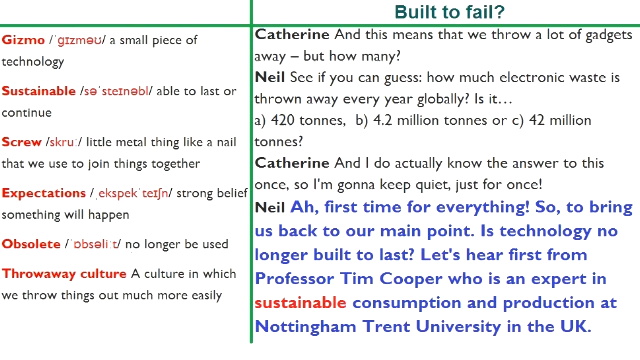 Built to fail?
Gizmo /ˈɡɪzməʊ/ a small piece of
technology
Sustainable /səˈsteɪnəbl/ able to last or
continue
Screw /skruː/ little metal thing like a nail
that we use to join things together
Expectations /ˌekspekˈteɪʃn/ strong belief
something will happen
Obsolete /ˈɒbsəliːt/ no longer be used
Throwaway culture A culture in which
we throw things out much more easily
Catherine And this means that we throw a lot of gadgets
away – but how many?
Neil See if you can guess: how much electronic waste is
thrown away every year globally? Is it…
a) 420 tonnes, b) 4.2 million tonnes or c) 42 million
tonnes?
Catherine And I do actually know the answer to this
once, so I'm gonna keep quiet, just for once!
Neil Ah, first time for everything! So, to bring
us back to our main point. Is technology no
longer built to last? Let's hear first from
Professor Tim Cooper who is an expert in
sustainable consumption and production at
Nottingham Trent University in the UK.